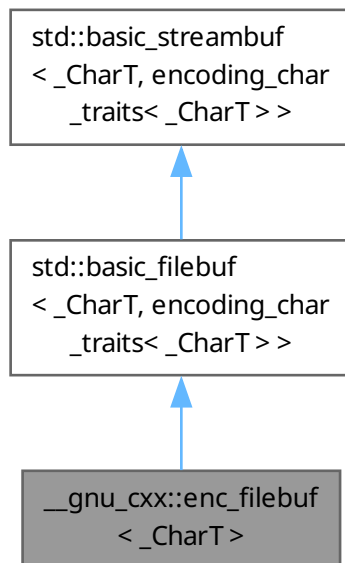 std::basic_streambuf
< _CharT, encoding_char
_traits< _CharT > >
std::basic_filebuf
< _CharT, encoding_char
_traits< _CharT > >
__gnu_cxx::enc_filebuf
< _CharT >